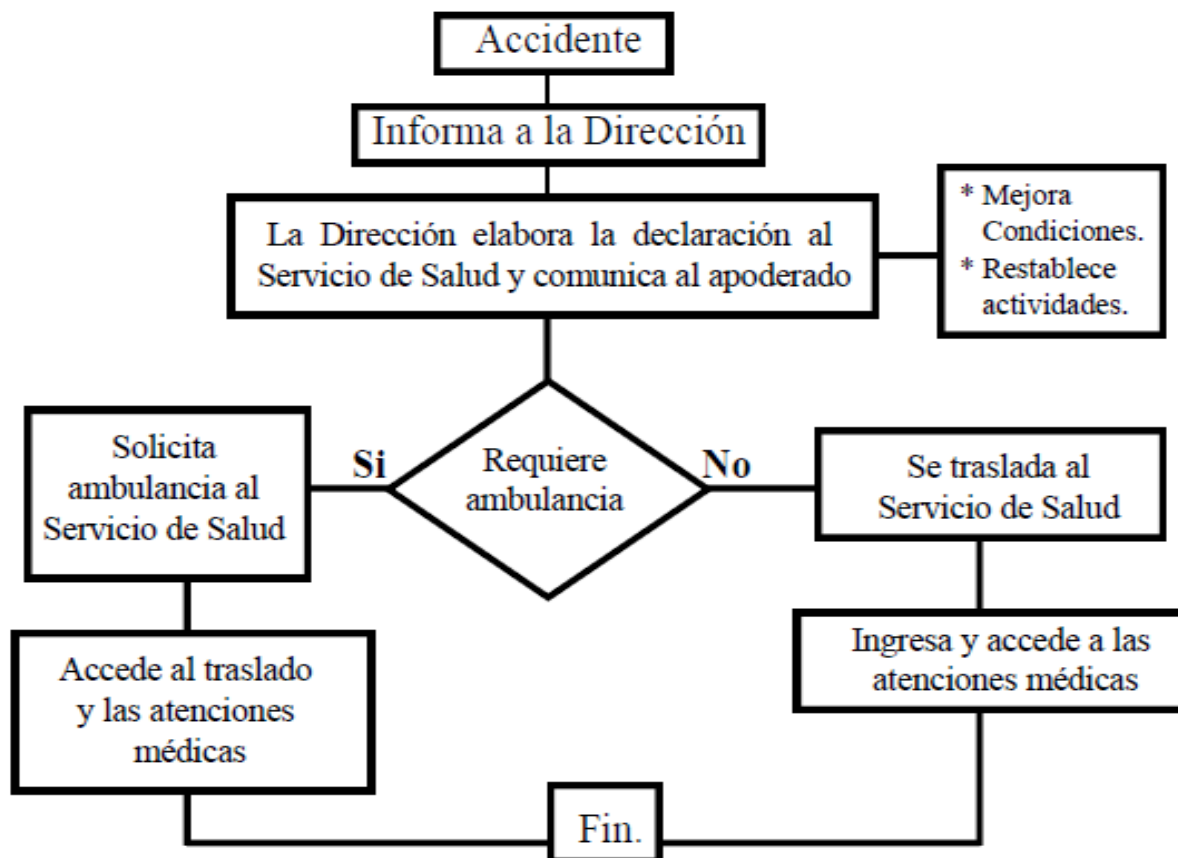 Accidente
Informa a la Dirección
La Dirección elabora la declaración al
Servicio de Salud y comunica al apoderado
* Mejora
Condiciones.
* Restablece
actividades.
Requiere
ambulancia
Si
No
Solicita
ambulancia al
Servicio de Salud
Se traslada al
Servicio de Salud
Accede al traslado
y las atenciones
médicas
Ingresa y accede a las
atenciones médicas
Fin.